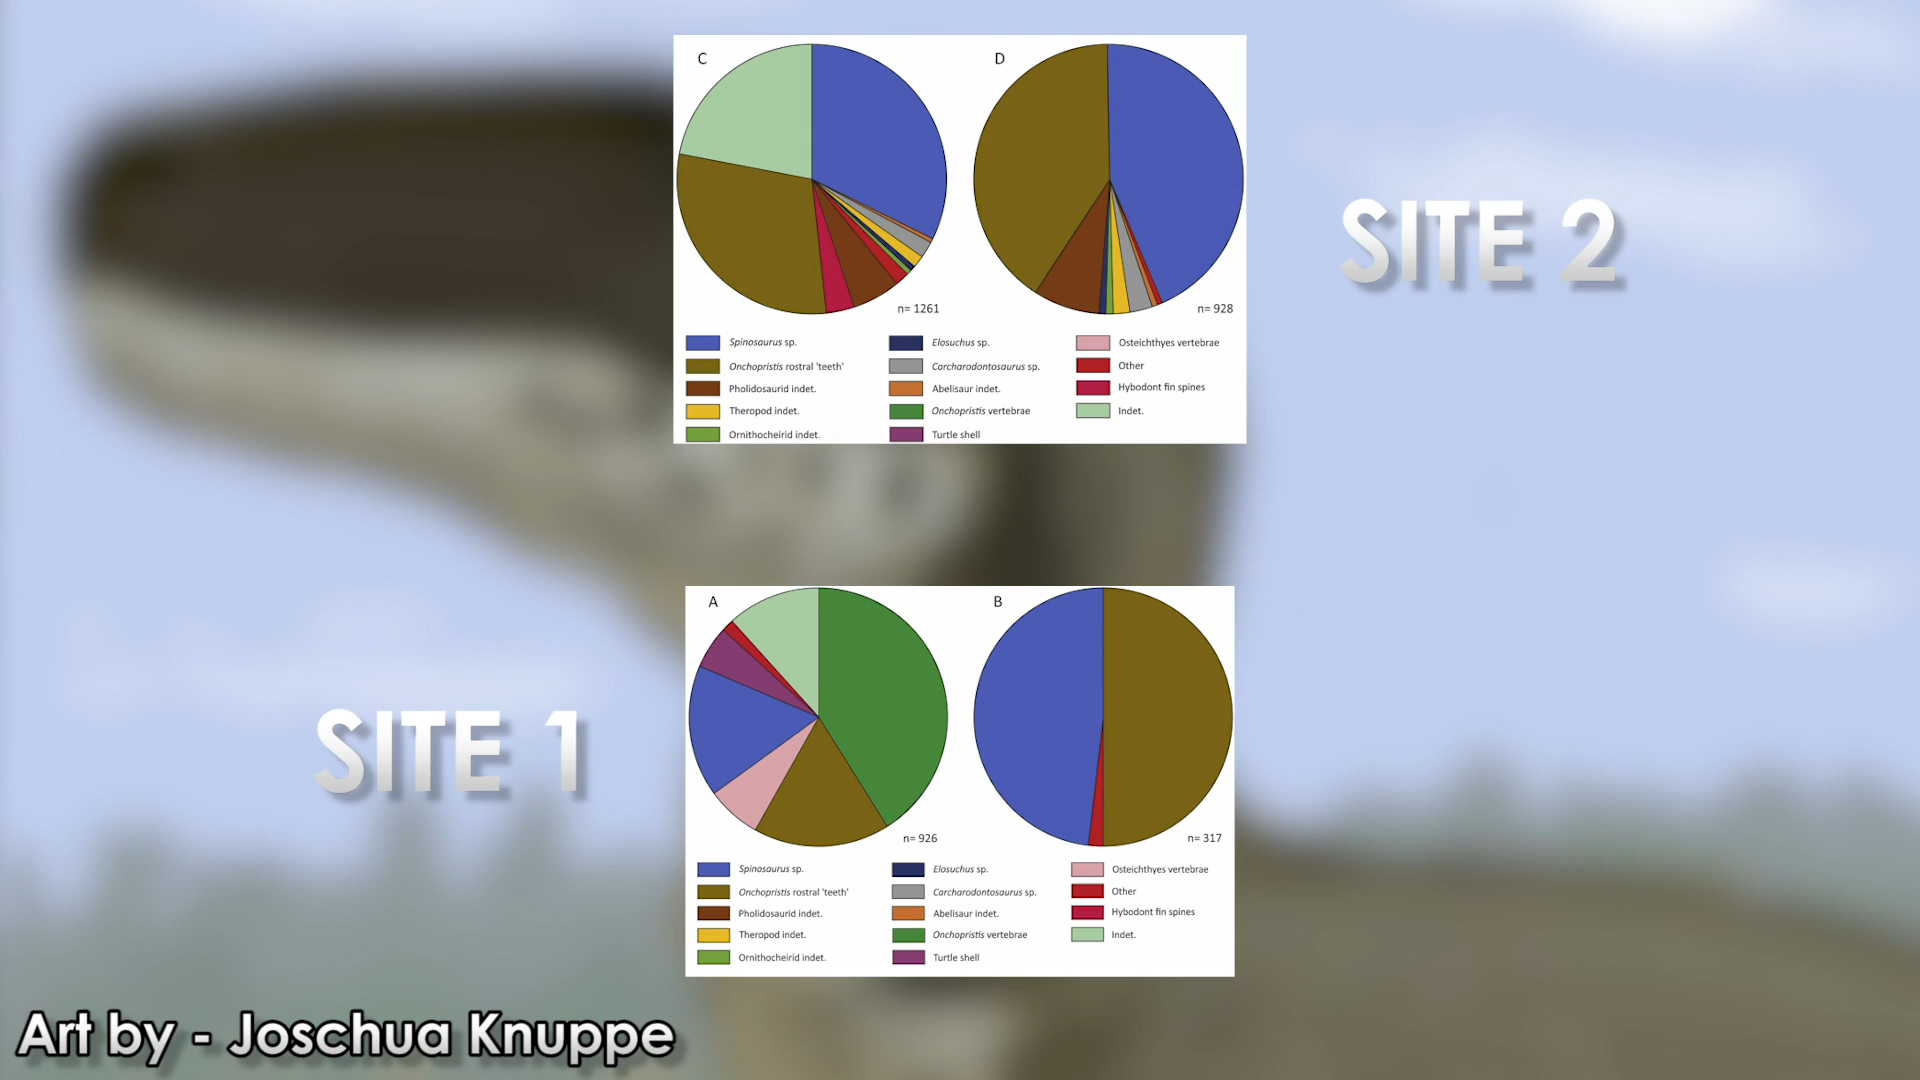 C
D
n= 1261
n= 928
Spinosaurus sp.
Onchopristis rostral 'teeth'
Pholidosaurid indet.
Theropod indet.
Ornithocheirid indet.
Elosuchus sp.
Carcharodontosaurus sp.
Abelisaur indet.
Onchopristis vertebrae
Turtle shell
Osteichthyes vertebrae
Other
Hybodont fin spines
Indet.
SITE 2
SITE 1
A
B
n= 926
n= 317
Spinosaurus sp.
Onchopristis rostral 'teeth'
Pholidosaurid indet.
Theropod indet.
Ornithocheirid indet.
Elosuchus sp.
Carcharodontosaurus sp.
Abelisaur indet.
Onchopristis vertebrae
Turtle shell
Osteichthyes vertebrae
Other
Hybodont fin spines
Indet.
Art by - Joschua Knuppe